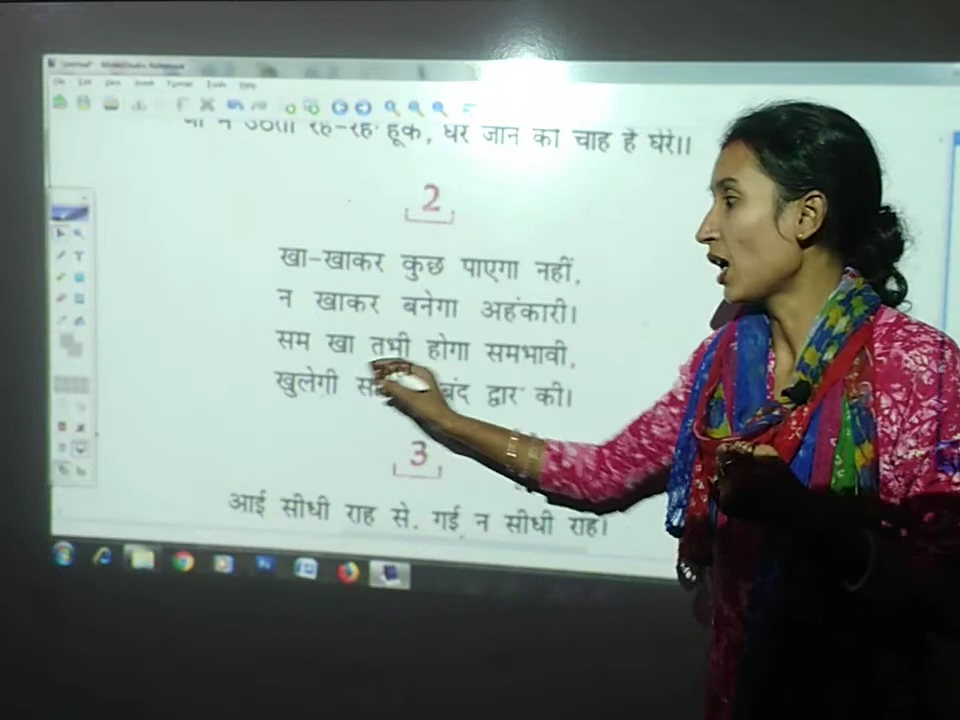 रह-रह हूक, घर जाने की चाह है घेरे॥
2
खा-खाकर कुछ पाएगा नहीं,
न खाकर बनेगा अहंकारी।
सम खा तभी होगा समभावी,
खुलेगी बंद द्वार की।
3
आई सीधी राह से, गई न सीधी राह।